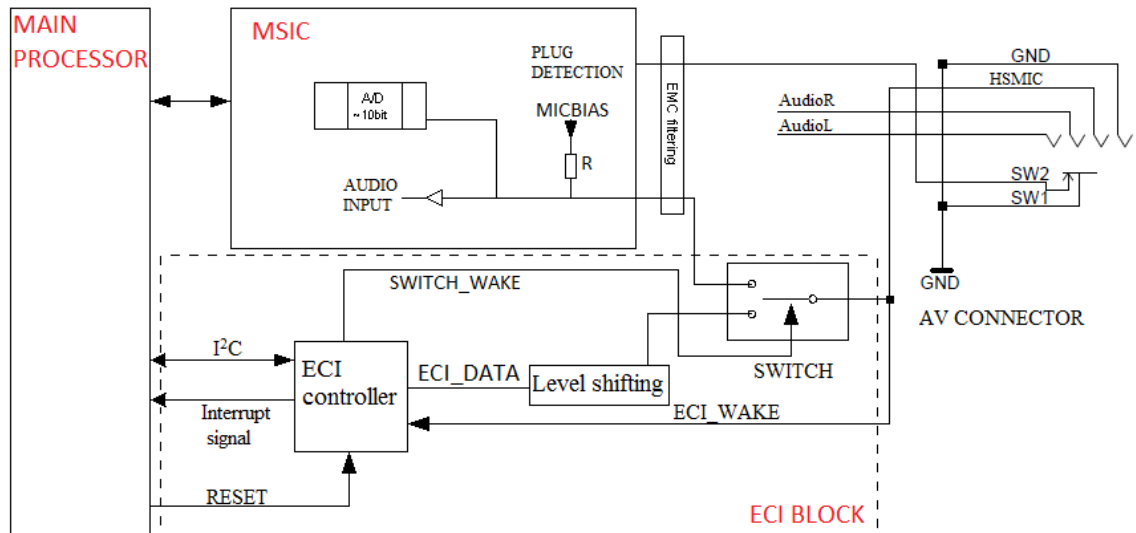 MAIN
PROCESSOR
MSIC
A/D
~ 10bit
PLUG
DETECTION
MICBIAS
R
AUDIO
INPUT
EMC filtering
GND
HSMIC
AudioR
AudioL
SW2
SW1
GND
AV CONNECTOR
SWITCH_WAKE
SWITCH
I²C
ECI
controller
ECI_DATA
Level shifting
Interrupt
signal
ECI_WAKE
RESET
ECI BLOCK